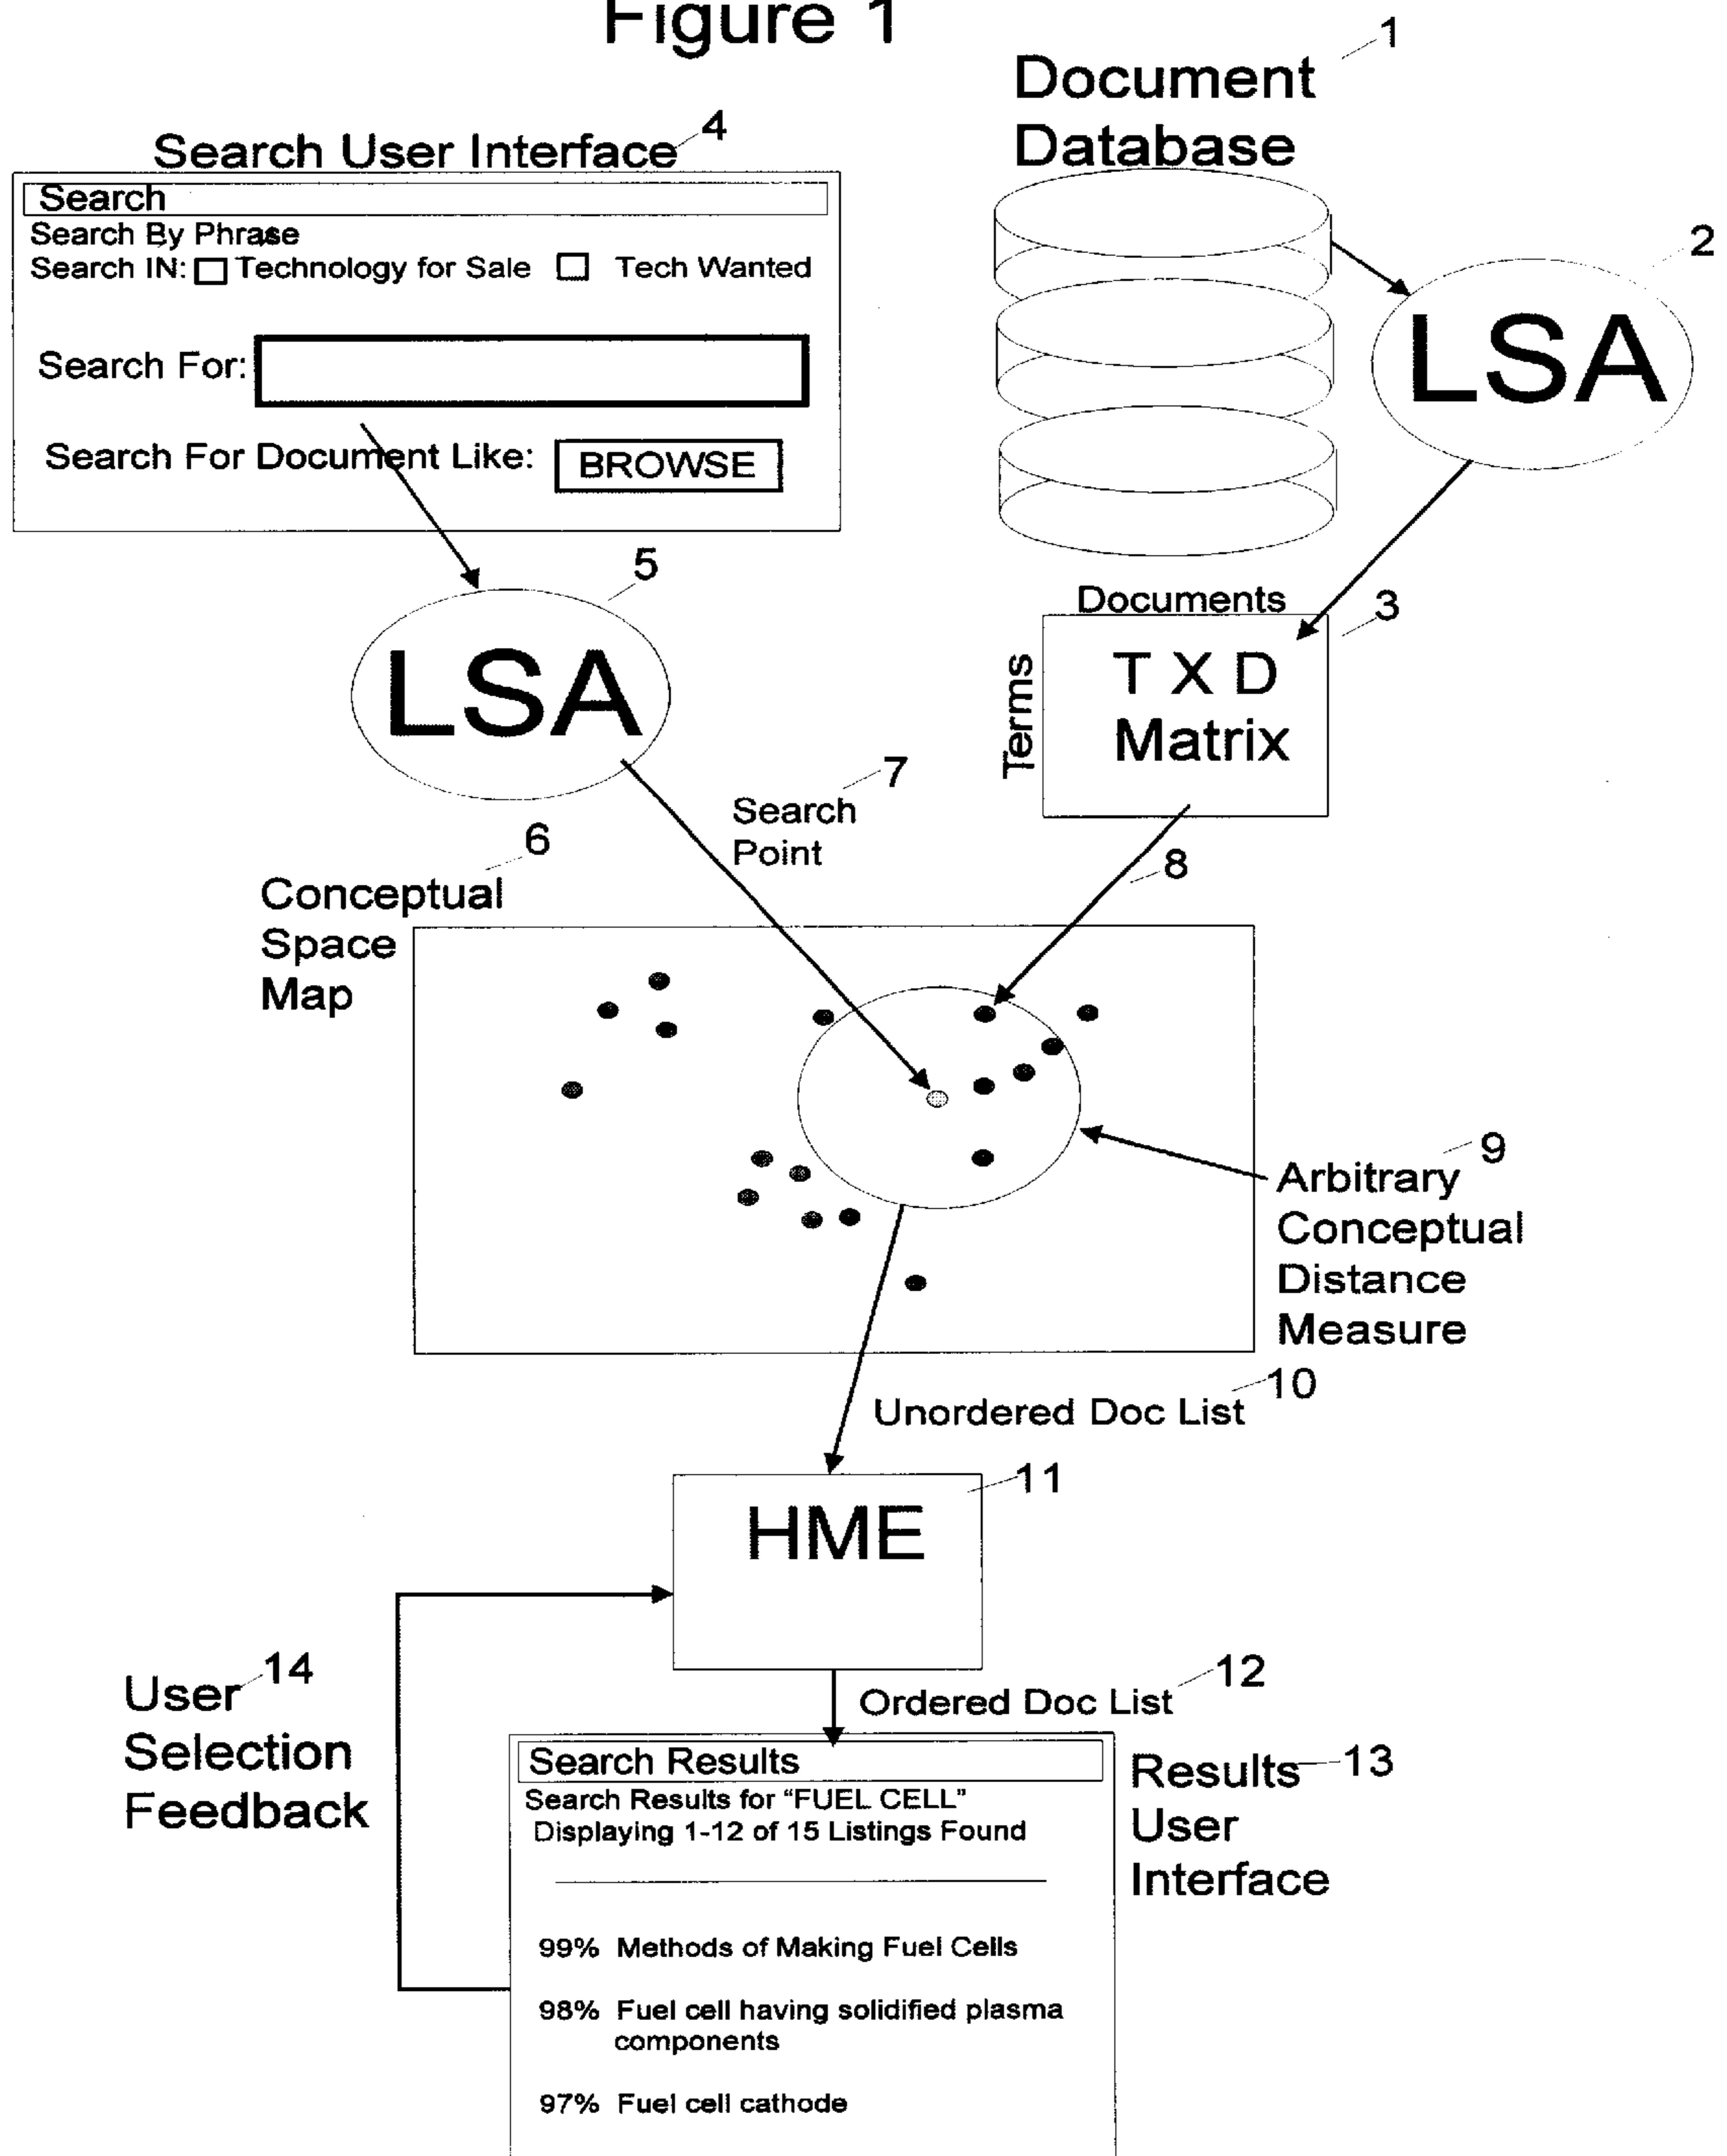 Figure 1
1
Document
Database
4
Search User Interface
Search
Search By Phrase
Search IN: Technology for Sale Tech Wanted
Search For:
Search For Document Like: BROWSE
2
LSA
5
LSA
Documents
3
Terms
T X D
Matrix
7
Search
Point
8
6
Conceptual
Space
Map
9
Arbitrary
Conceptual
Distance
Measure
10
Unordered Doc List
11
HME
14
User
Selection
Feedback
12
Ordered Doc List
Search Results
Search Results for “FUEL CELL”
Displaying 1-12 of 15 Listings Found
99% Methods of Making Fuel Cells
98% Fuel cell having solidified plasma
components
97% Fuel cell cathode
13
Results
User
Interface